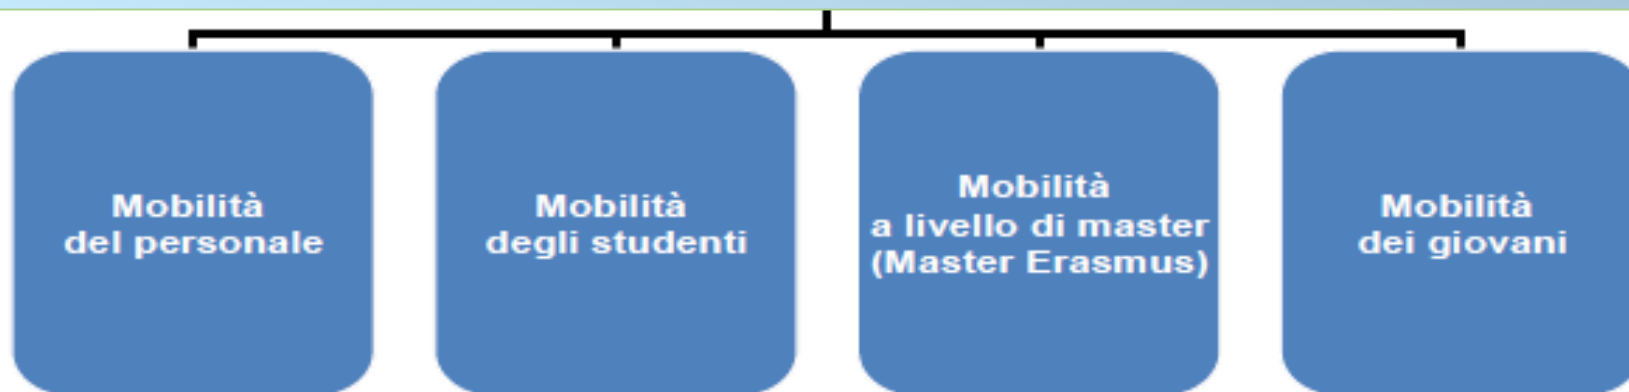 Mobilità
del personale
Mobilità
degli studenti
Mobilità
a livello di master
(Master Erasmus)
Mobilità
dei giovani